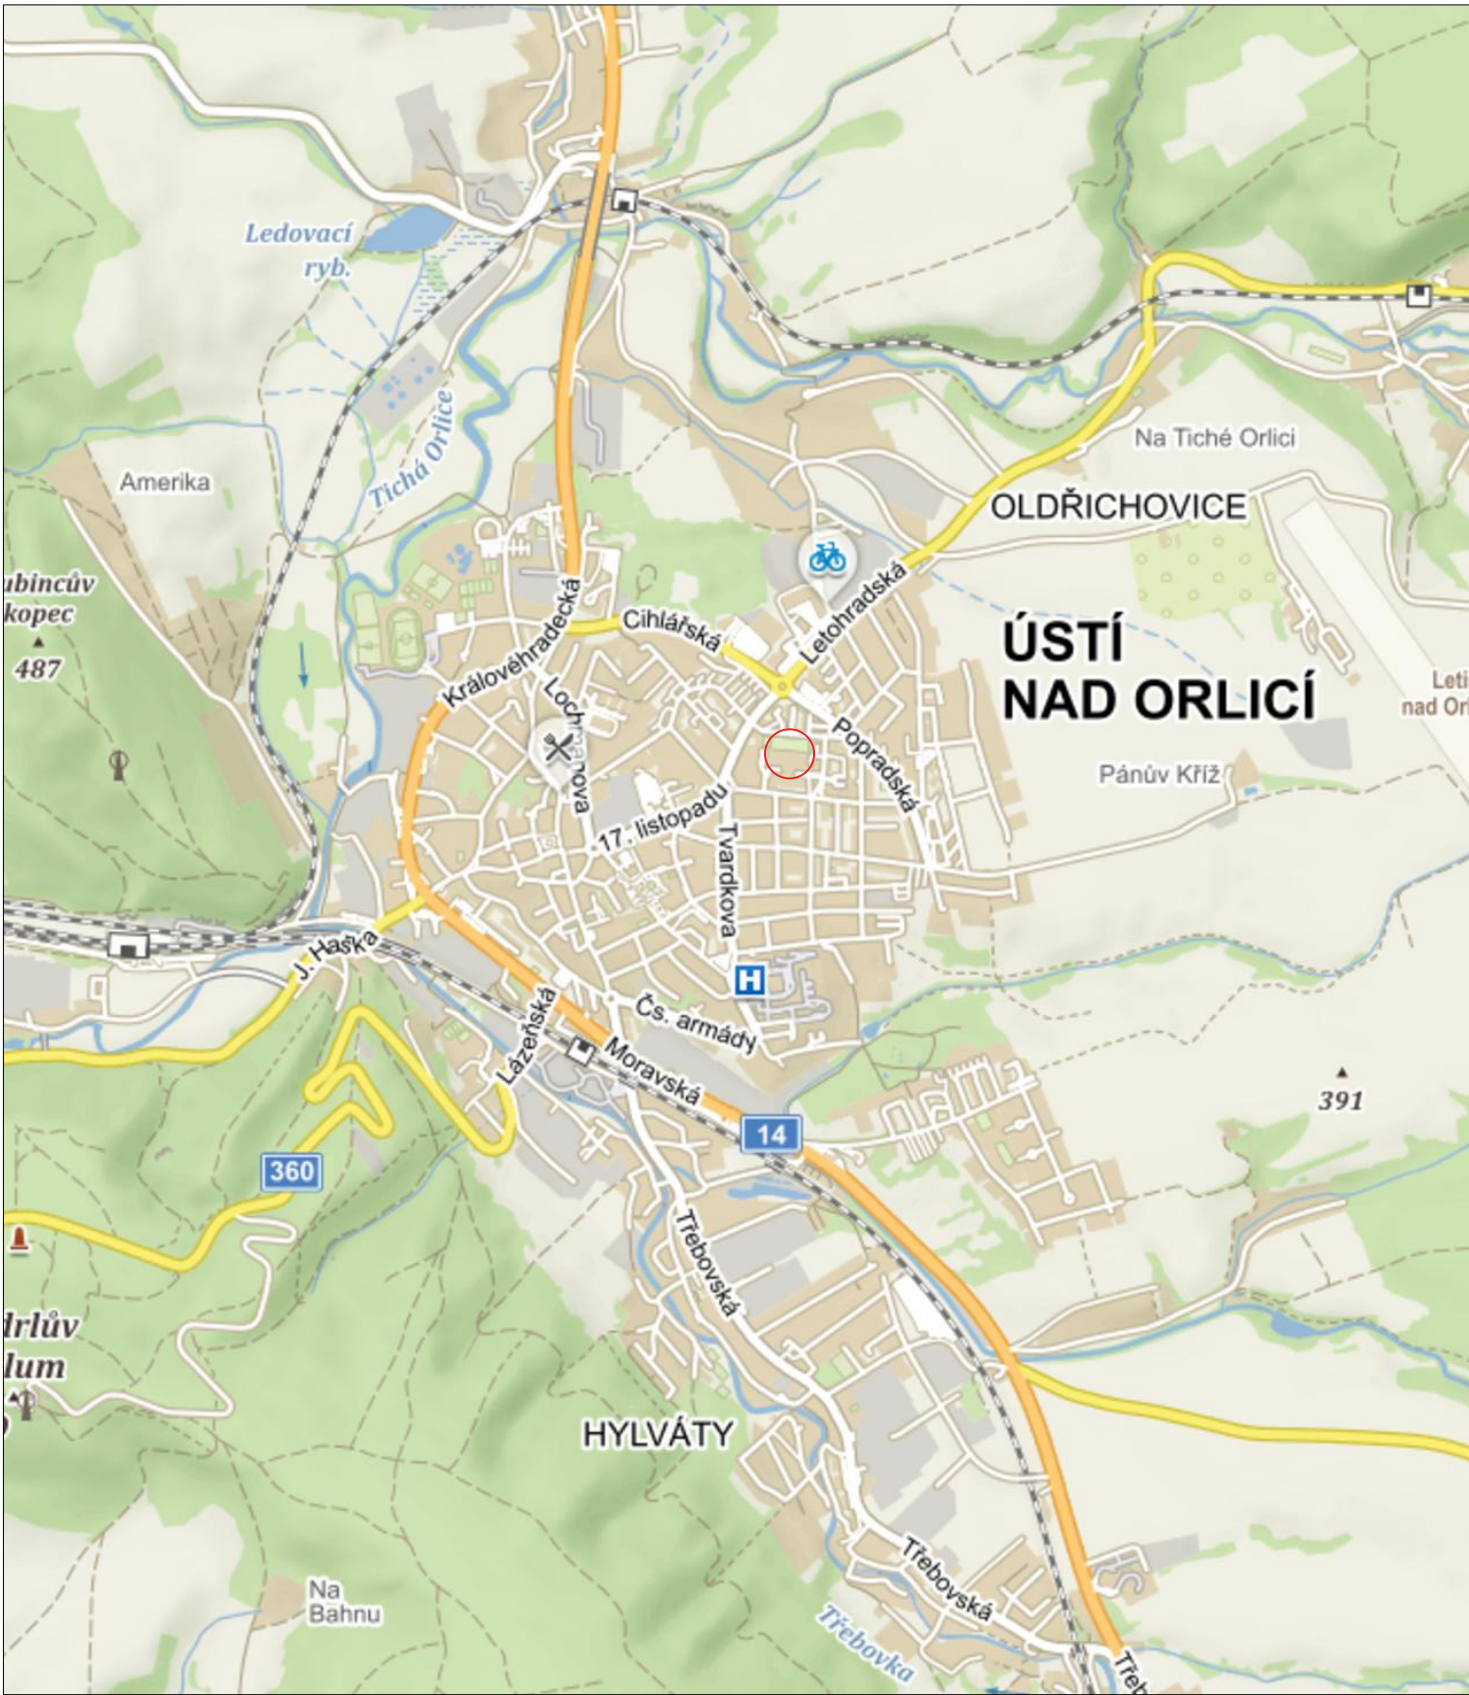 Ledovací
ryb.
Na Tiché Orlici
Tichá Orlice
Amerika
OLDŘICHOVICE
ubincův
kopec
487
Královéhradecká
Cihlářská
Letohradská
ÚSTÍ
NAD ORLICÍ
Leti
nad Orl
Lochmanova
Popradská
Pánův Kříž
17. listopadu
Tvardkova
J. Haška
H
Lázeňská
Čs. armády
Moravská
391
14
360
Třebovská
drlův
lum
HYLVÁTY
Třebovská
Na
Bahnu
Třebovka
Třeb